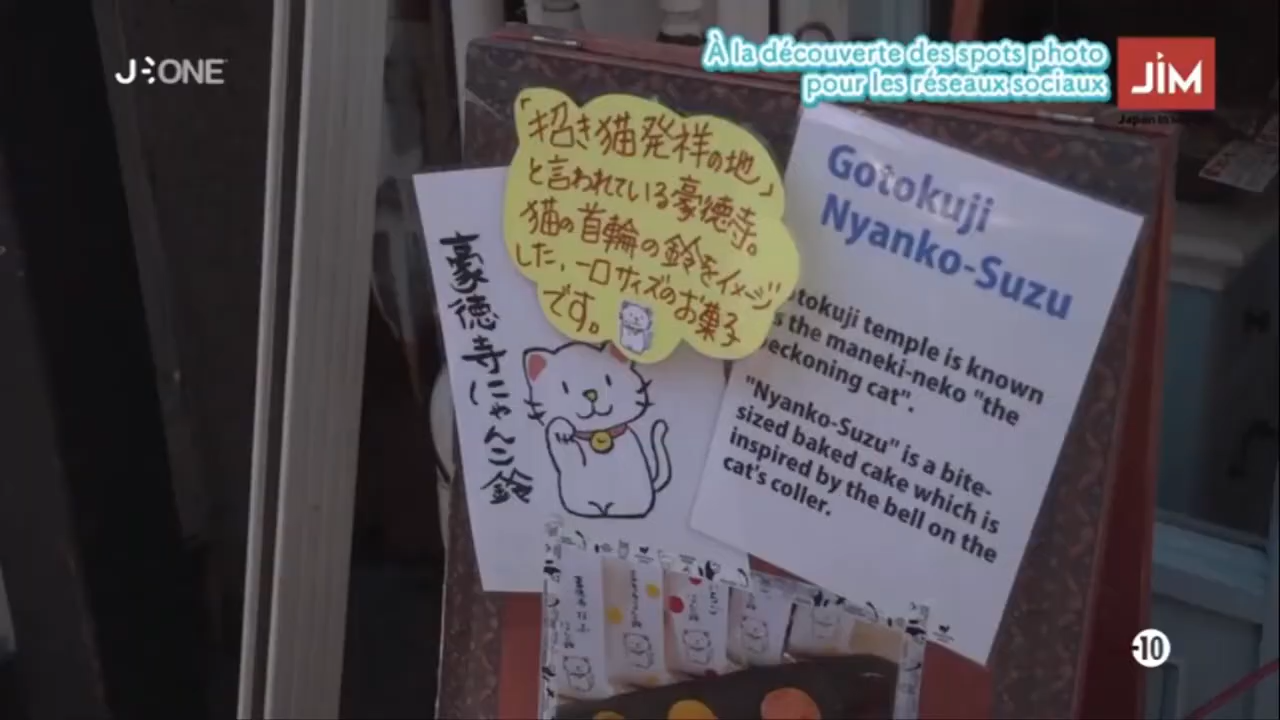 J:ONE
À la découverte des spots photo
pour les réseaux sociaux
JIM
「招き猫発祥の地」
と言われている豪徳寺。
猫の首輪の鈴をイメージ
した、一口サイズのお菓子
です。
豪徳寺にゃんこ鈴
Gotokuji
Nyanko-Suzu
tokuji temple is known
the maneki-neko "the
eckoning cat".
"Nyanko-Suzu" is a bite-
sized baked cake which is
inspired by the bell on the
cat's coller.
-10